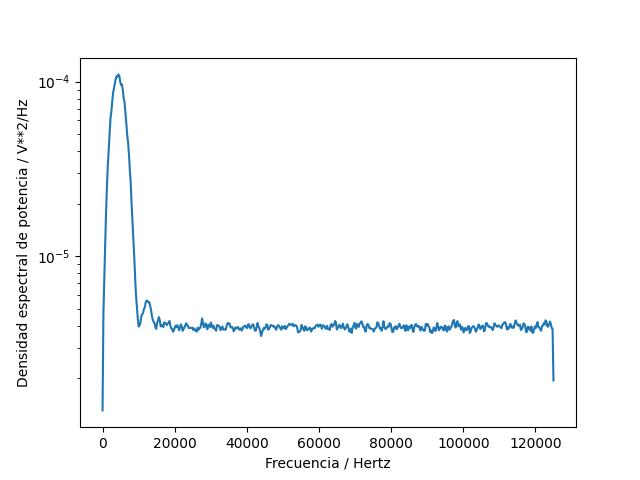 Densidad espectral de potencia / V**2/Hz
10⁻⁴
10⁻⁵
0 20000 40000 60000 80000 100000 120000
Frecuencia / Hertz